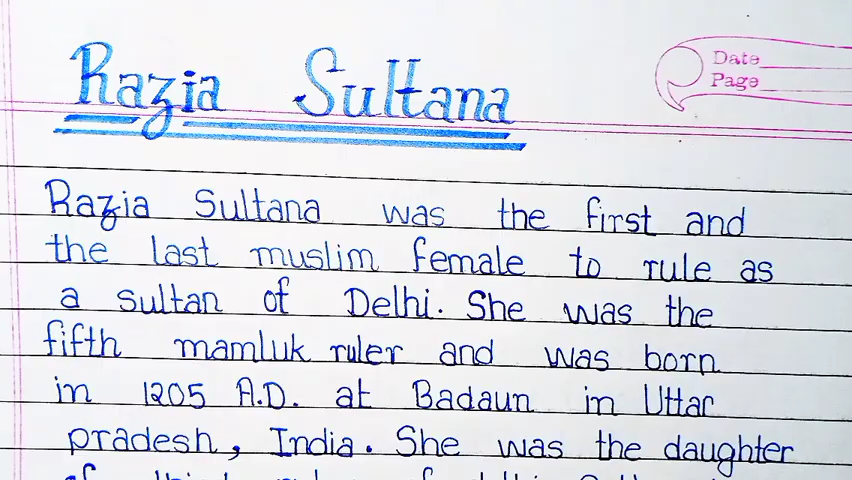 Razia Sultana
Date
Page
Razia Sultana was the first and
the last muslim female to rule as
a sultan of Delhi. She was the
fifth mamluk ruler and was born
in 1205 A.D. at Badaun in Uttar
pradesh, India. She was the daughter